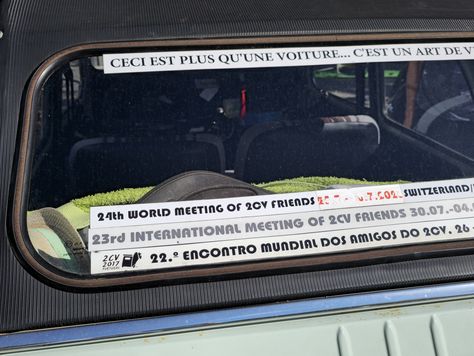 CECI EST PLUS QU'UNE VOITURE... C'EST UN ART DE V
24th WORLD MEETING OF 2CV FRIENDS SWITZERLAND/
23rd INTERNATIONAL MEETING OF 2CV FRIENDS 30.07.-04.
2CV
2017
22.º ENCONTRO MUNDIAL DOS AMIGOS DO 2CV. 26